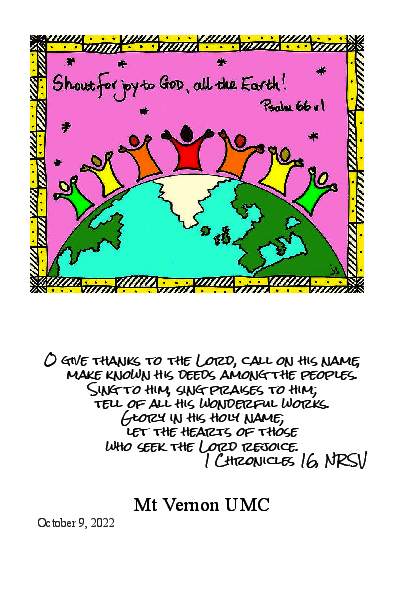 Shout for joy to GOD, all the Earth!
Psalm 66 v1
O GIVE THANKS TO THE LORD, CALL ON HIS NAME,
MAKE KNOWN HIS DEEDS AMONG THE PEOPLES.
SING TO HIM, SING PRAISES TO HIM;
TELL OF ALL HIS WONDERFUL WORKS.
GLORY IN HIS HOLY NAME;
LET THE HEARTS OF THOSE
WHO SEEK THE LORD REJOICE.
1 CHRONICLES 16, NRSV
Mt Vernon UMC
October 9, 2022